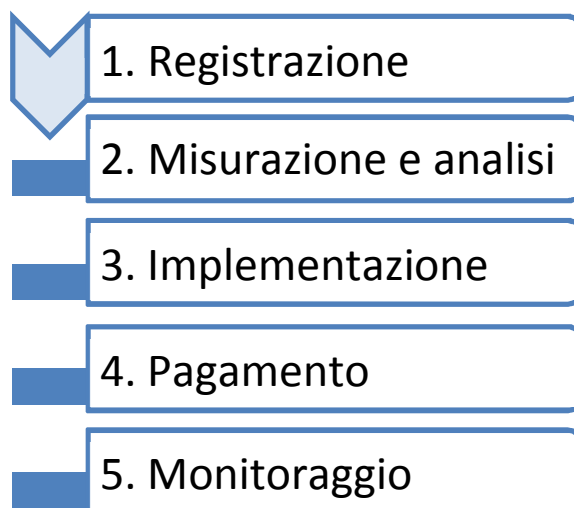 1. Registrazione
2. Misurazione e analisi
3. Implementazione
4. Pagamento
5. Monitoraggio